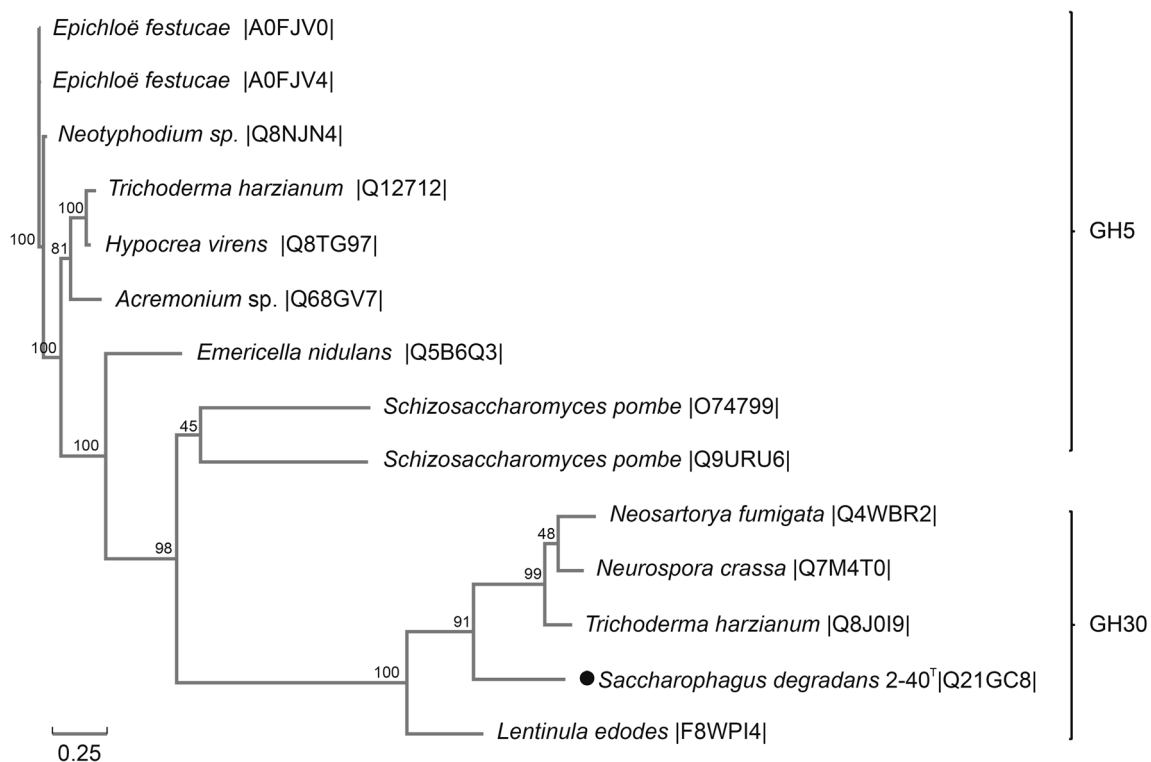 Epichloë festucae |A0FJV0|
Epichloë festucae |A0FJV4|
Neotyphodium sp. |Q8NJN4|
Trichoderma harzianum |Q12712|
100
Hypocrea virens |Q8TG97|
GH5
100
81
Acremonium sp. |Q68GV7|
100
Emericella nidulans |Q5B6Q3|
Schizosaccharomyces pombe |O74799|
45
100
Schizosaccharomyces pombe |Q9URU6|
Neosartorya fumigata |Q4WBR2|
48
98
Neurospora crassa |Q7M4T0|
99
Trichoderma harzianum |Q8J0I9|
GH30
91
100
Saccharophagus degradans 2-40ᵀ|Q21GC8|
Lentinula edodes |F8WPI4|
0.25